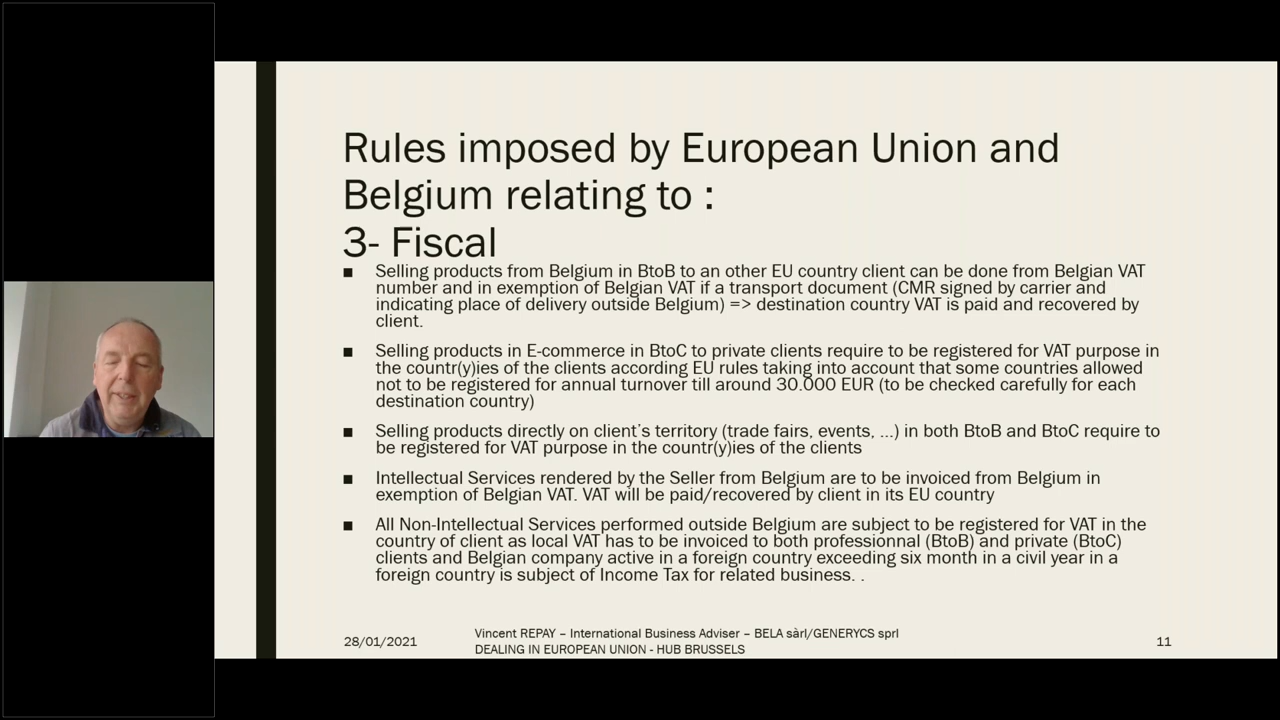 Rules imposed by European Union and
Belgium relating to :
3- Fiscal
■ Selling products from Belgium in BtoB to an other EU country client can be done from Belgian VAT
number and in exemption of Belgian VAT if a transport document (CMR signed by carrier and
indicating place of delivery outside Belgium) => destination country VAT is paid and recovered by
client.
■ Selling products in E-commerce in BtoC to private clients require to be registered for VAT purpose in
the countr(y)ies of the clients according EU rules taking into account that some countries allowed
not to be registered for annual turnover till around 30.000 EUR (to be checked carefully for each
destination country)
■ Selling products directly on client's territory (trade fairs, events, ...) in both BtoB and BtoC require to
be registered for VAT purpose in the countr(y)ies of the clients
■ Intellectual Services rendered by the Seller from Belgium are to be invoiced from Belgium in
exemption of Belgian VAT. VAT will be paid/recovered by client in its EU country
■ All Non-Intellectual Services performed outside Belgium are subject to be registered for VAT in the
country of client as local VAT has to be invoiced to both professionnal (BtoB) and private (BtoC)
clients and Belgian company active in a foreign country exceeding six month in a civil year in a
foreign country is subject of Income Tax for related business. .
28/01/2021
Vincent REPAY – International Business Adviser – BELA sàrl/GENERYCS sprl
DEALING IN EUROPEAN UNION - HUB BRUSSELS
11